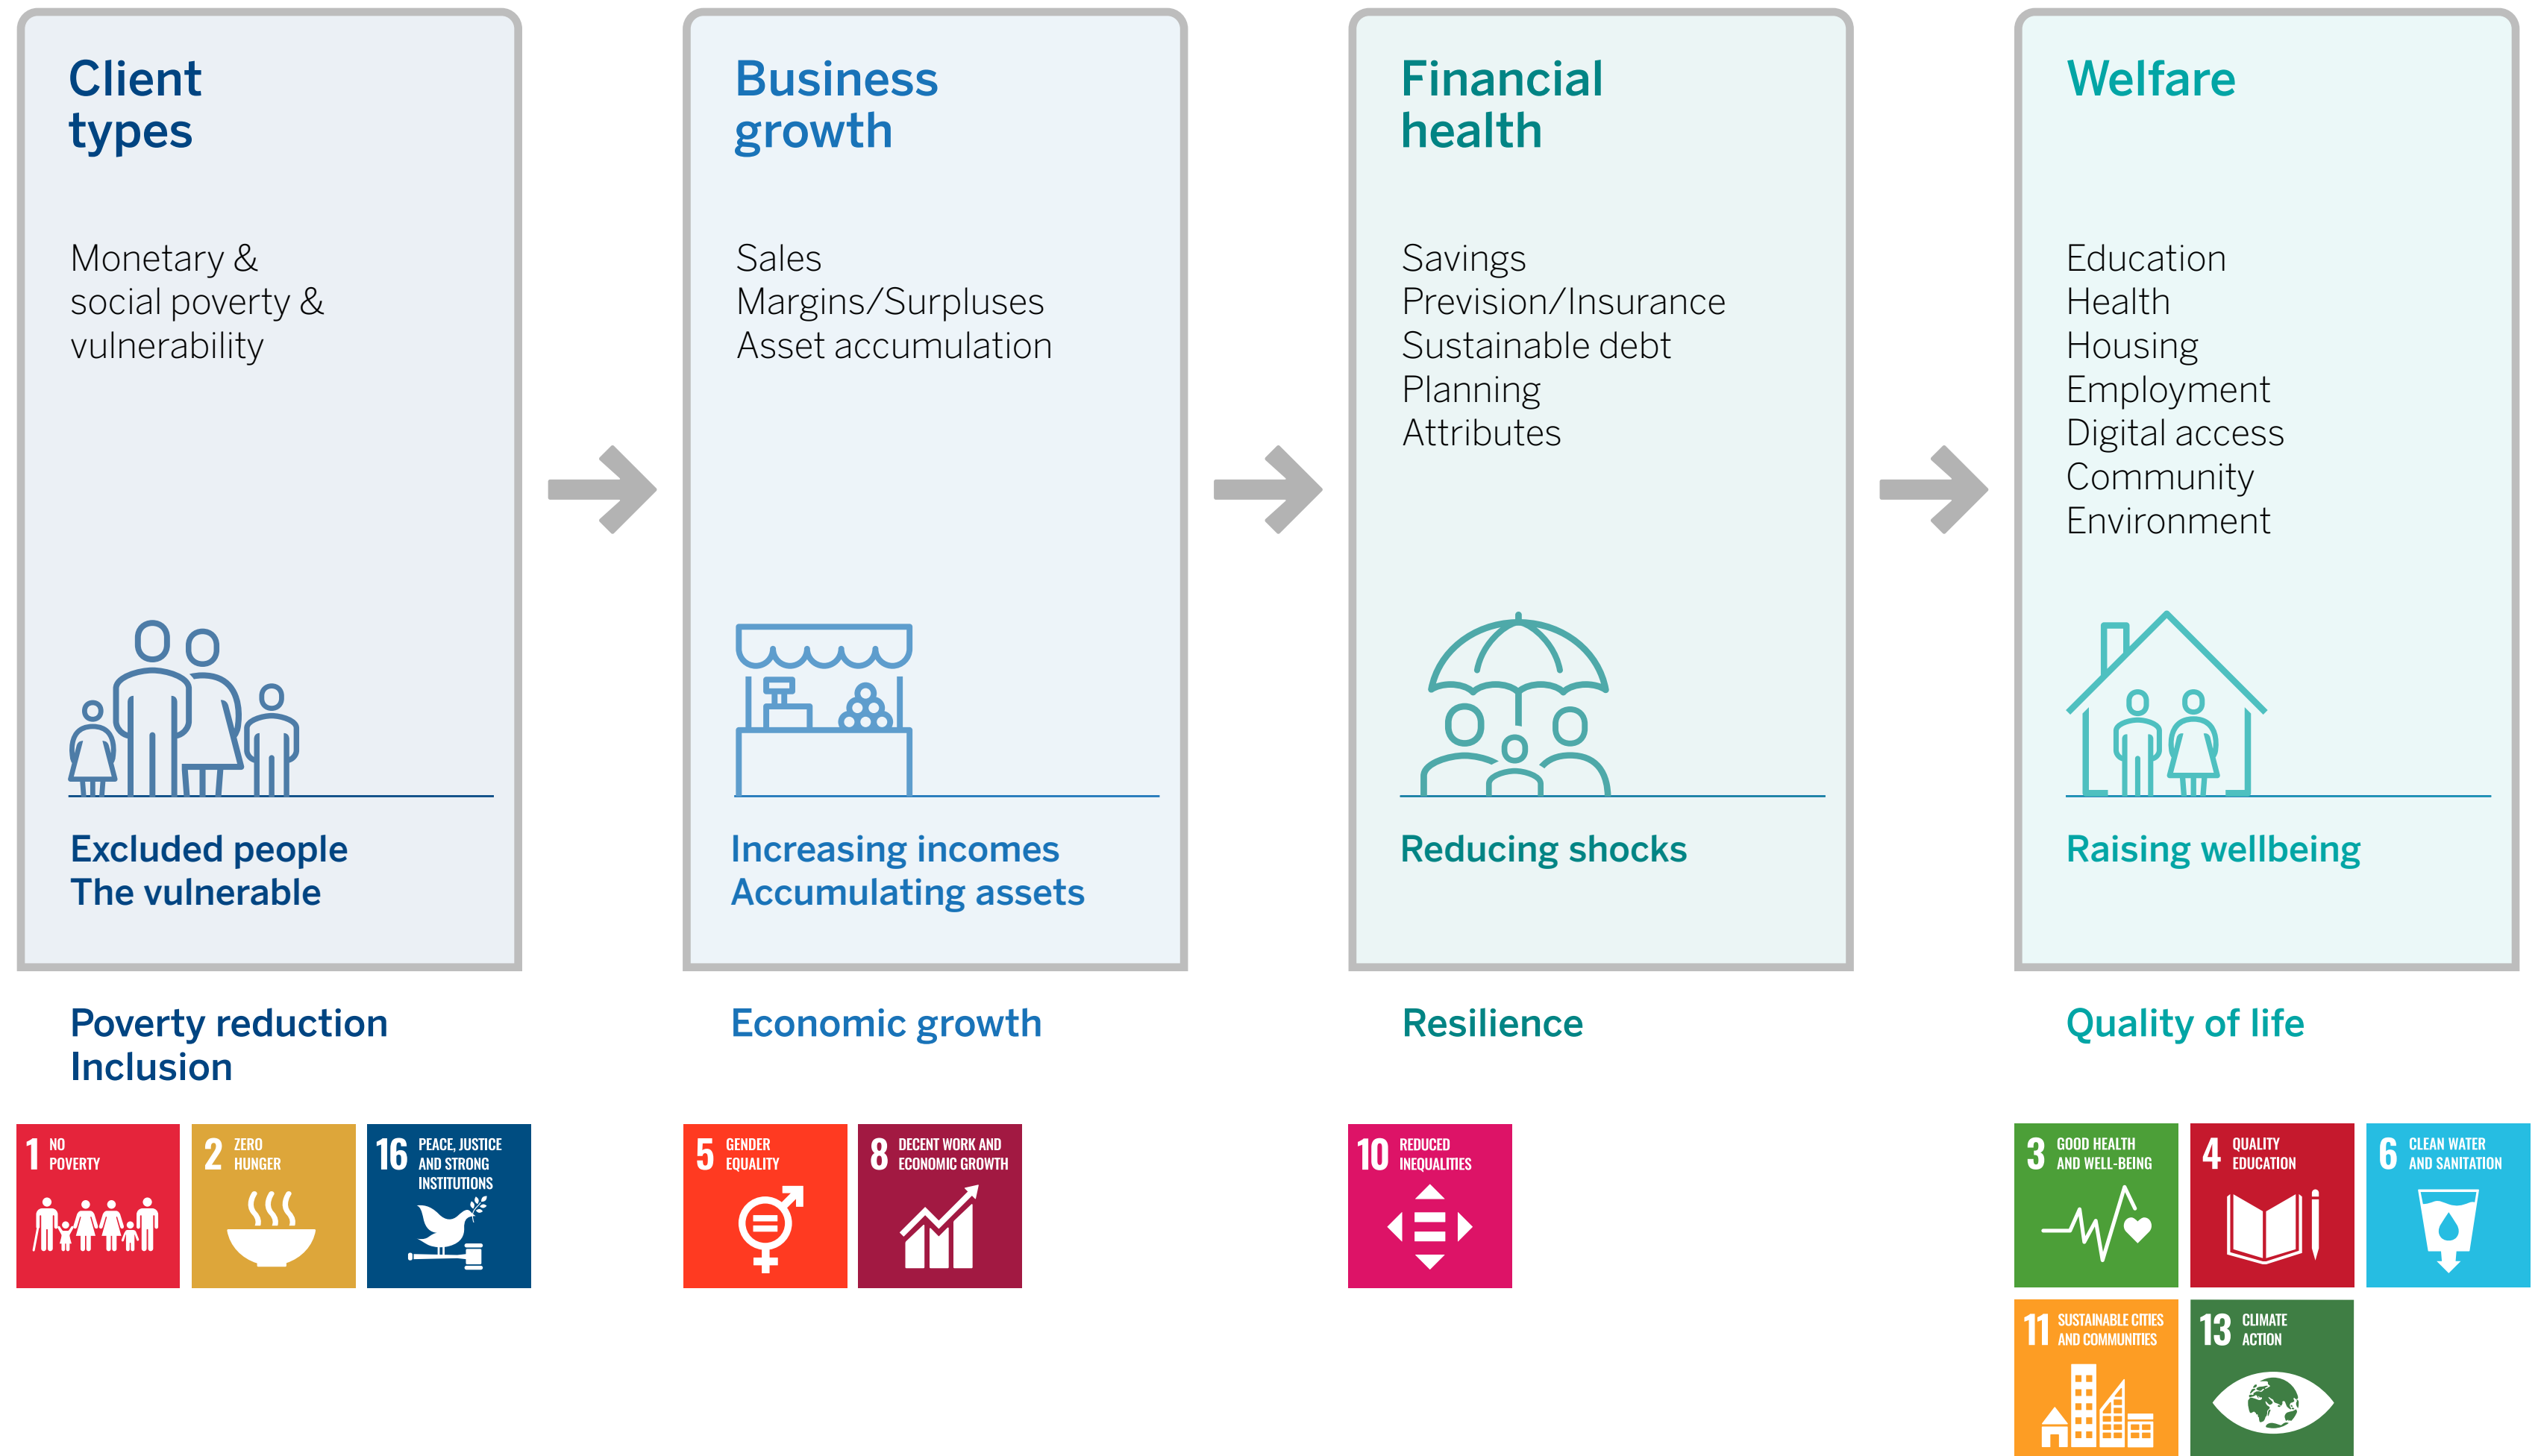 Client
types
Monetary &
social poverty &
vulnerability
Excluded people
The vulnerable
Poverty reduction
Inclusion
1 NO
POVERTY
2 ZERO
HUNGER
16 PEACE, JUSTICE
AND STRONG
INSTITUTIONS
Business
growth
Sales
Margins/Surpluses
Asset accumulation
Increasing incomes
Accumulating assets
Economic growth
5 GENDER
EQUALITY
8 DECENT WORK AND
ECONOMIC GROWTH
Financial
health
Savings
Prevision/Insurance
Sustainable debt
Planning
Attributes
Reducing shocks
Resilience
10 REDUCED
INEQUALITIES
Welfare
Education
Health
Housing
Employment
Digital access
Community
Environment
Raising wellbeing
Quality of life
3 GOOD HEALTH
AND WELL-BEING
4 QUALITY
EDUCATION
6 CLEAN WATER
AND SANITATION
11 SUSTAINABLE CITIES
AND COMMUNITIES
13 CLIMATE
ACTION